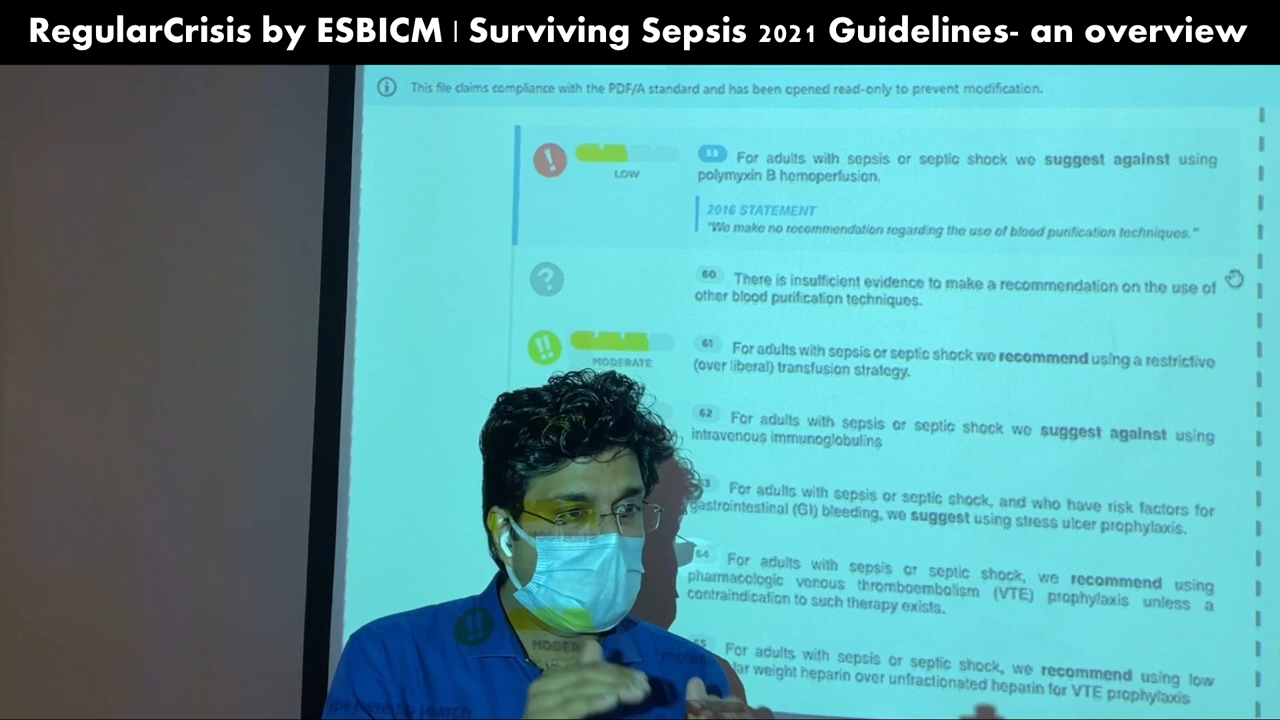 RegularCrisis by ESBICM | Surviving Sepsis 2021 Guidelines- an overview
This file claims compliance with the PDF/A standard and has been opened read-only to prevent modification.
LOW
For adults with sepsis or septic shock we suggest against using
polymyxin B hemoperfusion.
2016 STATEMENT
"We make no recommendation regarding the use of blood purification techniques."
60 There is insufficient evidence to make a recommendation on the use of
other blood purification techniques.
MODERATE
61 For adults with sepsis or septic shock we recommend using a restrictive
(over liberal) transfusion strategy.
62 For adults with sepsis or septic shock we suggest against using
intravenous immunoglobulins
For adults with sepsis or septic shock, and who have risk factors for
gastrointestinal (GI) bleeding, we suggest using stress ulcer prophylaxis.
For adults with sepsis or septic shock, we recommend using
pharmacologic venous thromboembolism (VTE) prophylaxis unless a
contraindication to such therapy exists.
For adults with sepsis or septic shock, we recommend using low
weight heparin over unfractionated heparin for VTE prophylaxis
search